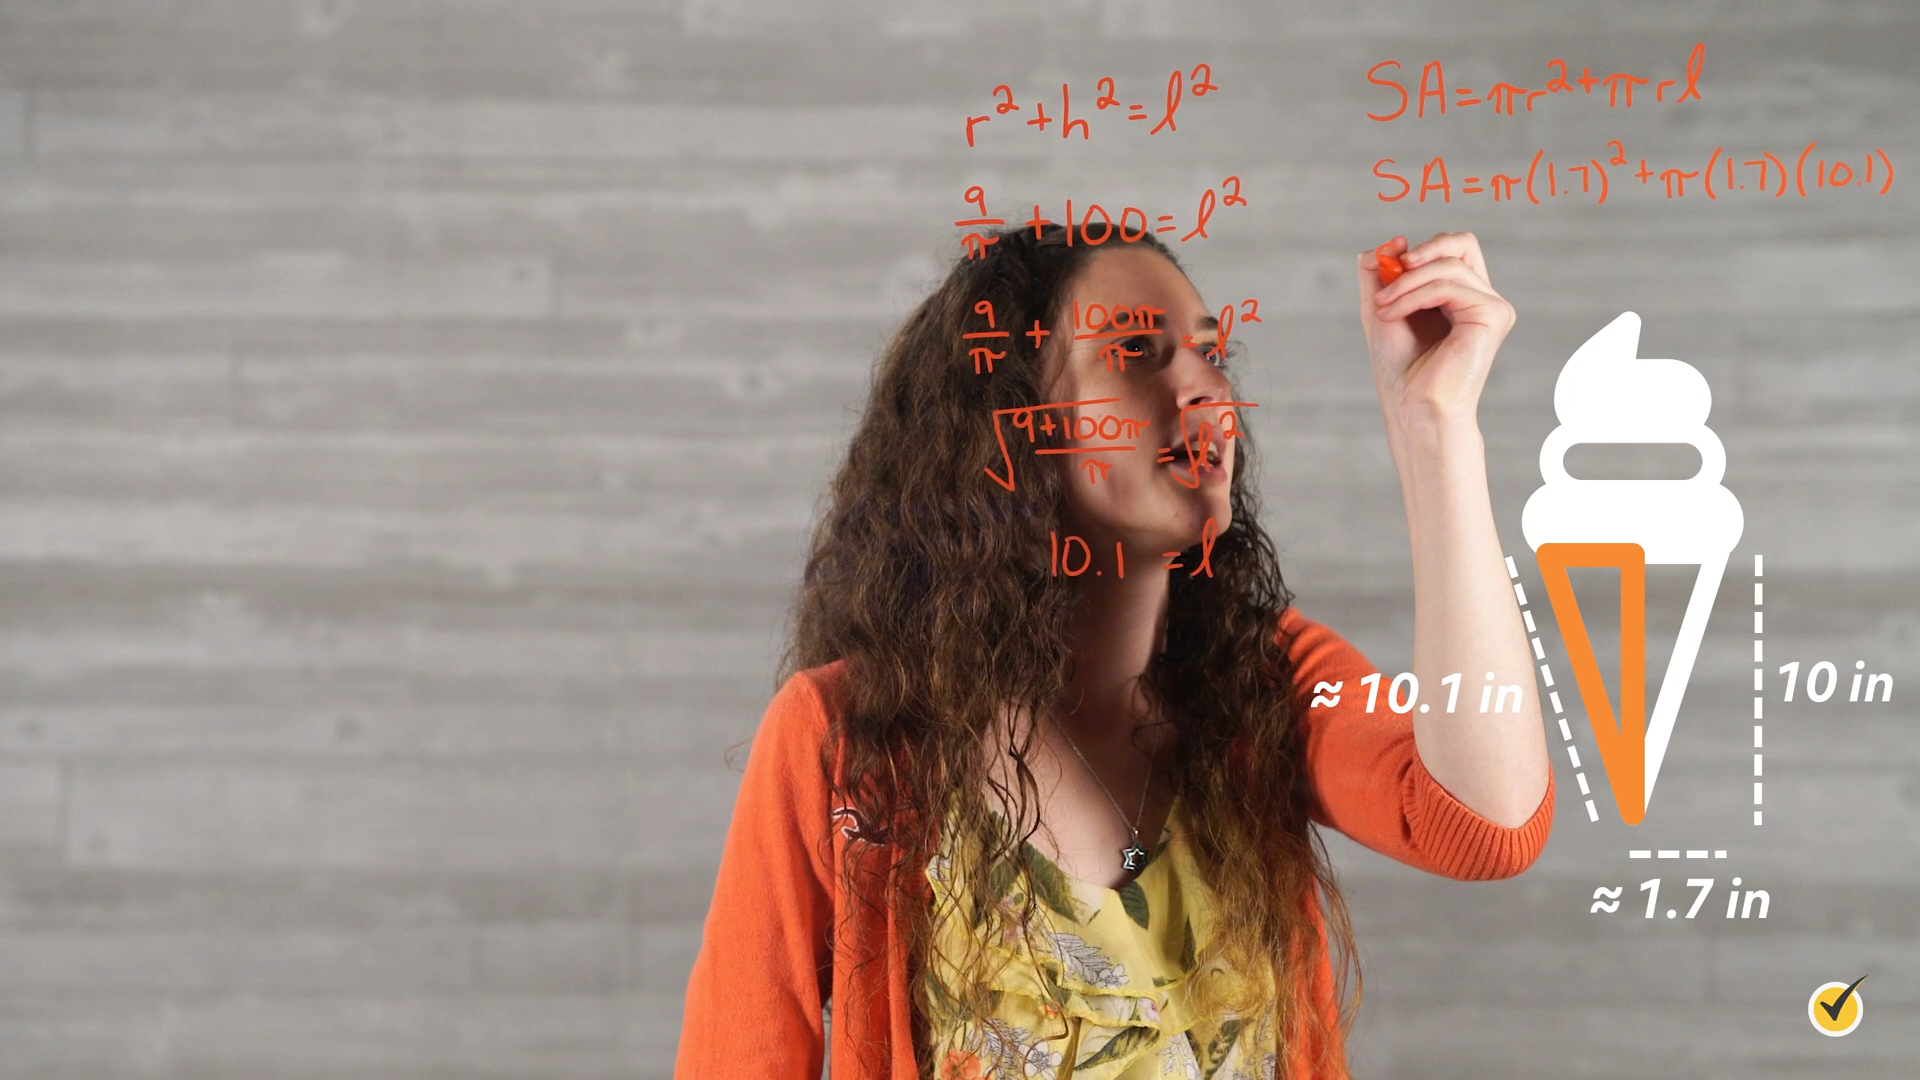 r²+h²=l²
9/π +100=l²
9/π + 100π/π =l²
√(9+100π/π) =√l²
10.1 =l
SA=πr²+πrl
SA=π(1.7)²+π(1.7)(10.1)
≈ 10.1 in
10 in
≈ 1.7 in